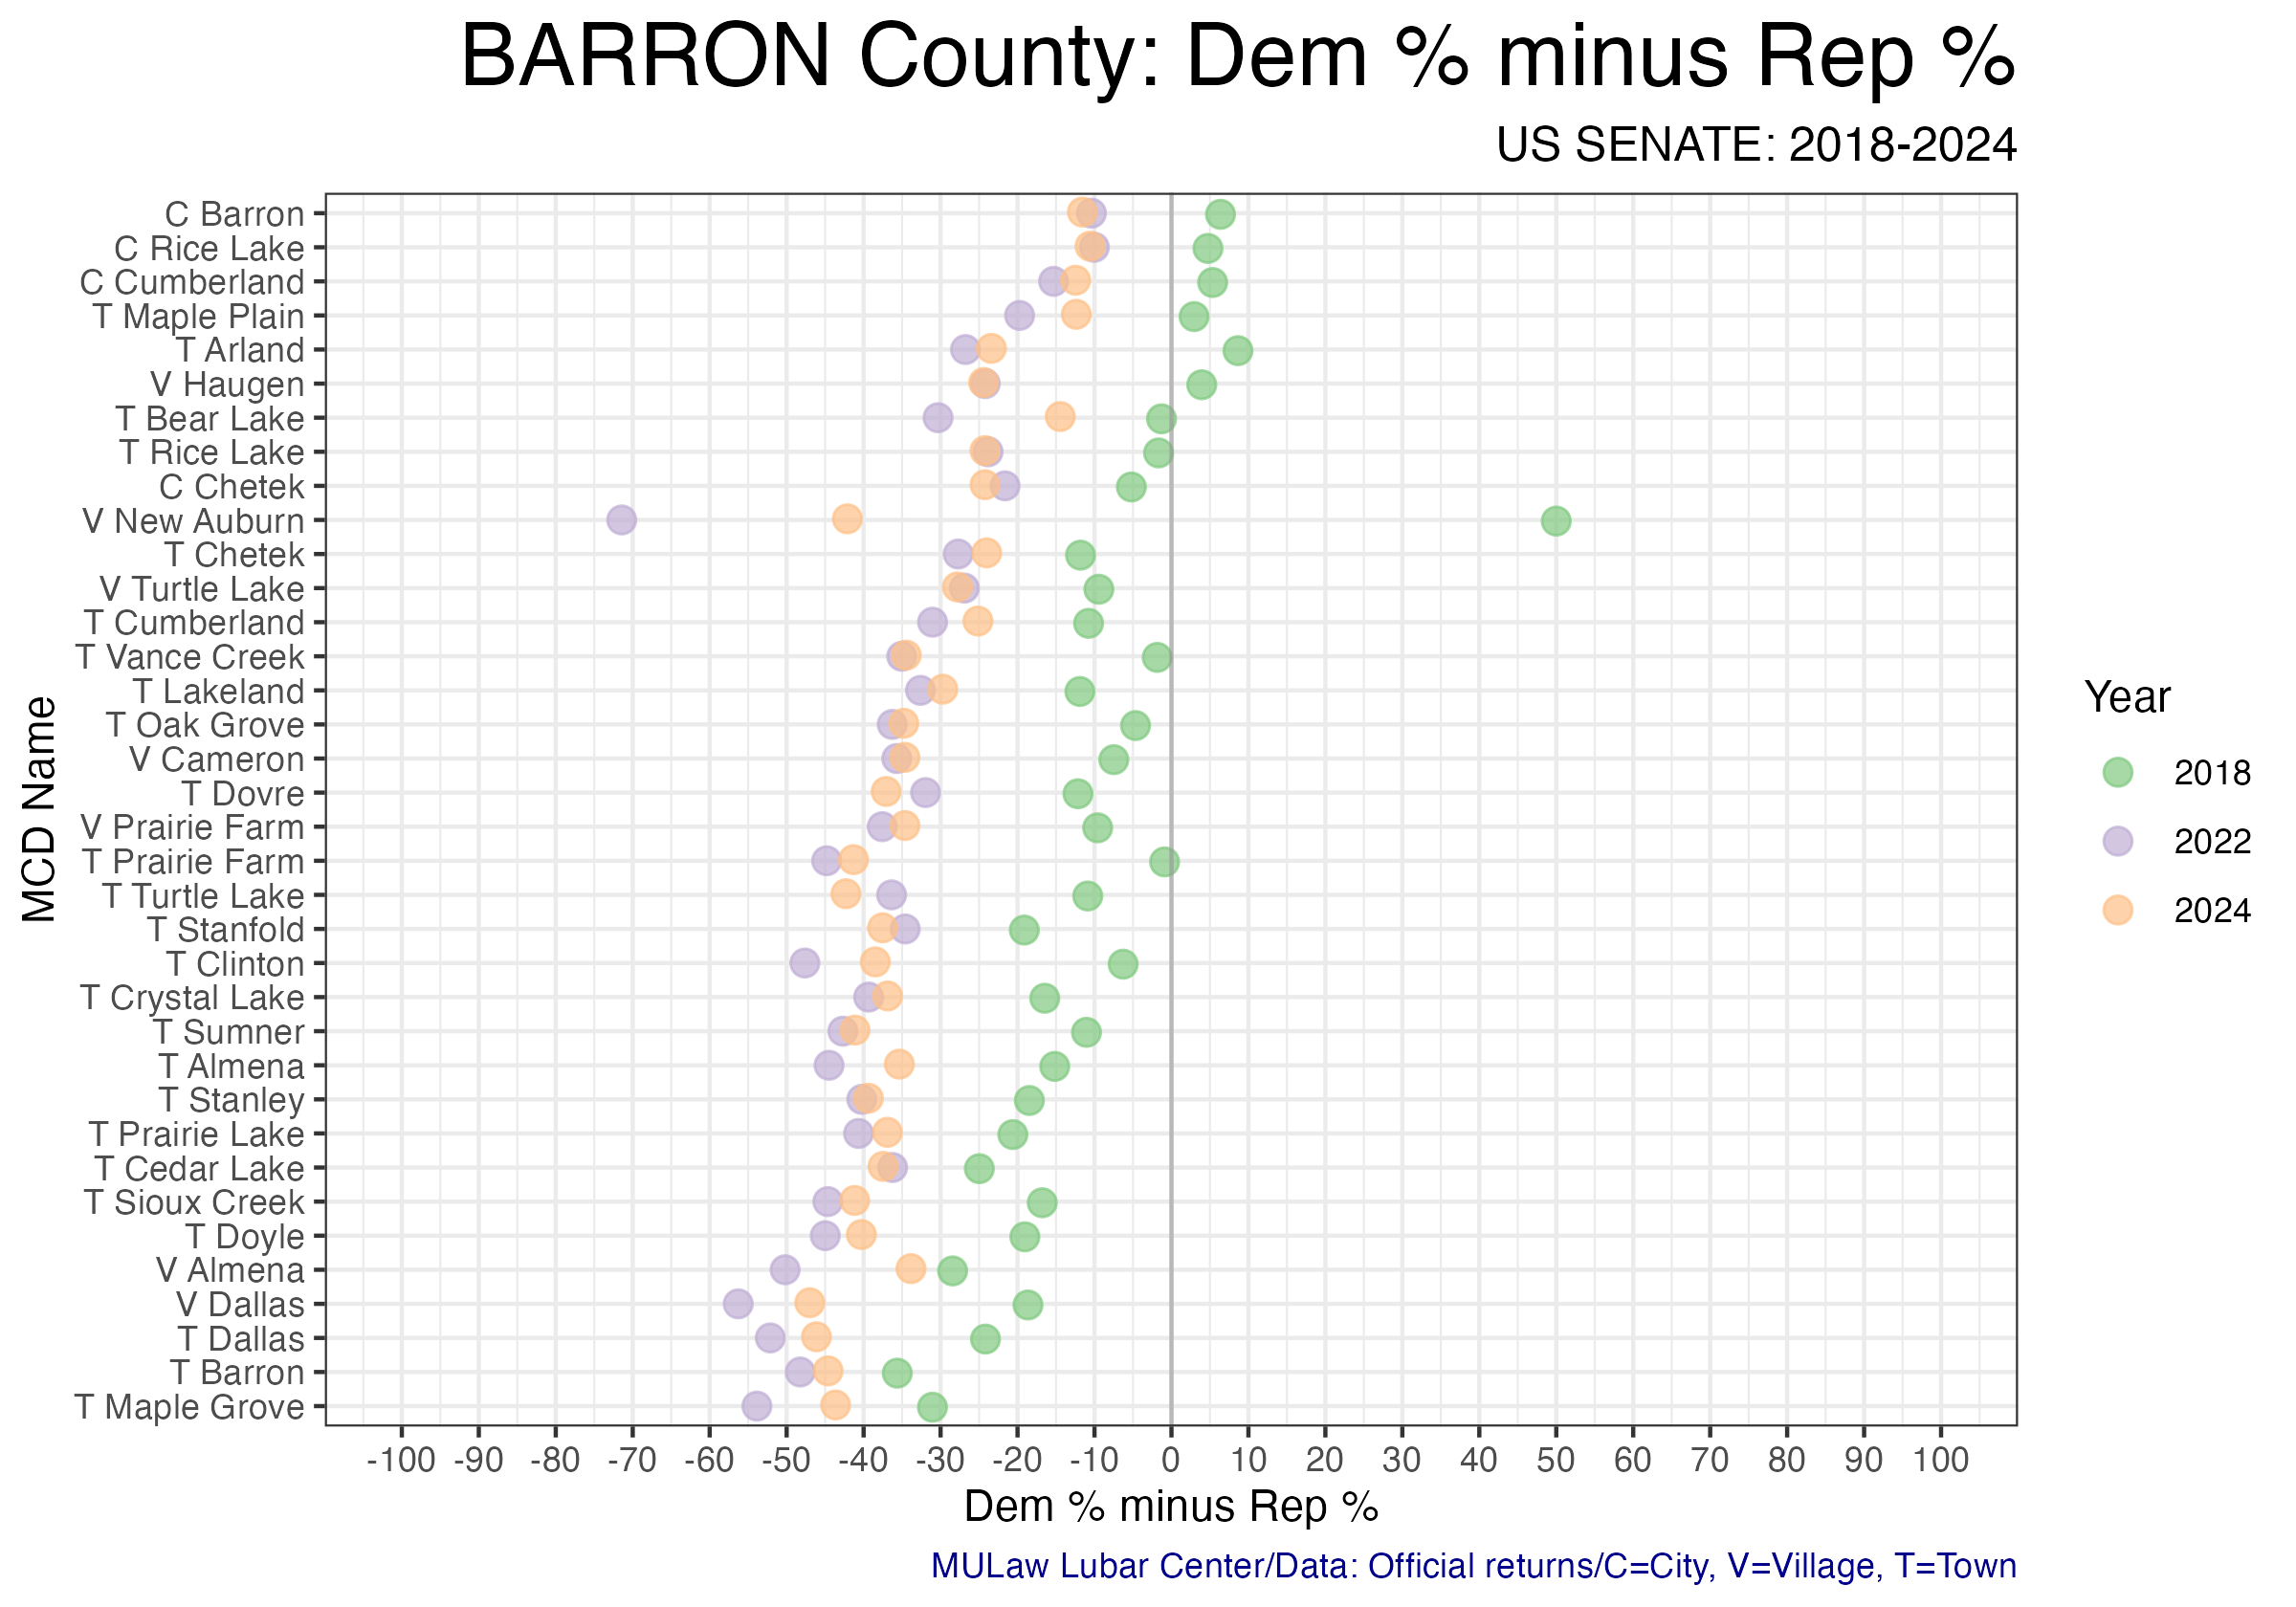 BARRON County: Dem % minus Rep %
US SENATE: 2018-2024
MCD Name
C Barron
C Rice Lake
C Cumberland
T Maple Plain
T Arland
V Haugen
T Bear Lake
T Rice Lake
C Chetek
V New Auburn
T Chetek
V Turtle Lake
T Cumberland
T Vance Creek
T Lakeland
T Oak Grove
V Cameron
T Dovre
V Prairie Farm
T Prairie Farm
T Turtle Lake
T Stanfold
T Clinton
T Crystal Lake
T Sumner
T Almena
T Stanley
T Prairie Lake
T Cedar Lake
T Sioux Creek
T Doyle
V Almena
V Dallas
T Dallas
T Barron
T Maple Grove
-100 -90 -80 -70 -60 -50 -40 -30 -20 -10 0 10 20 30 40 50 60 70 80 90 100
Dem % minus Rep %
Year
2018
2022
2024
MULaw Lubar Center/Data: Official returns/C=City, V=Village, T=Town